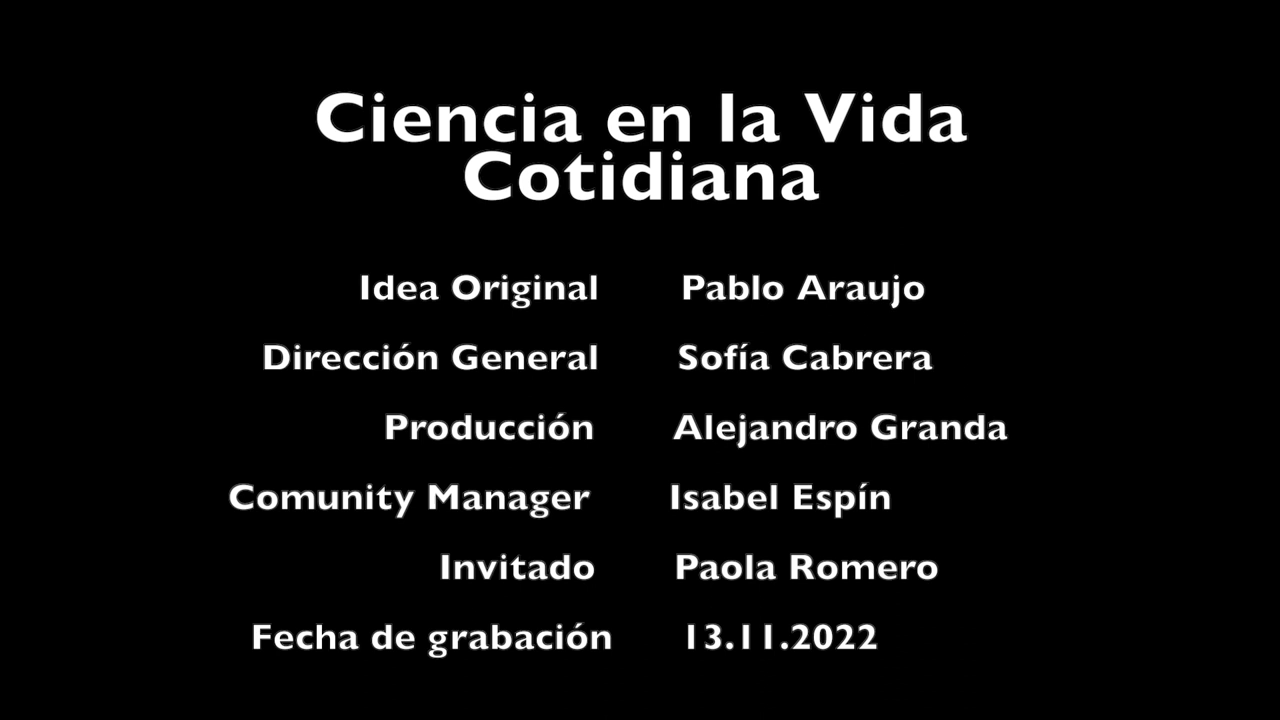 Ciencia en la Vida
Cotidiana
Idea Original Pablo Araujo
Dirección General Sofía Cabrera
Producción Alejandro Granda
Comunity Manager Isabel Espín
Invitado Paola Romero
Fecha de grabación 13.11.2022